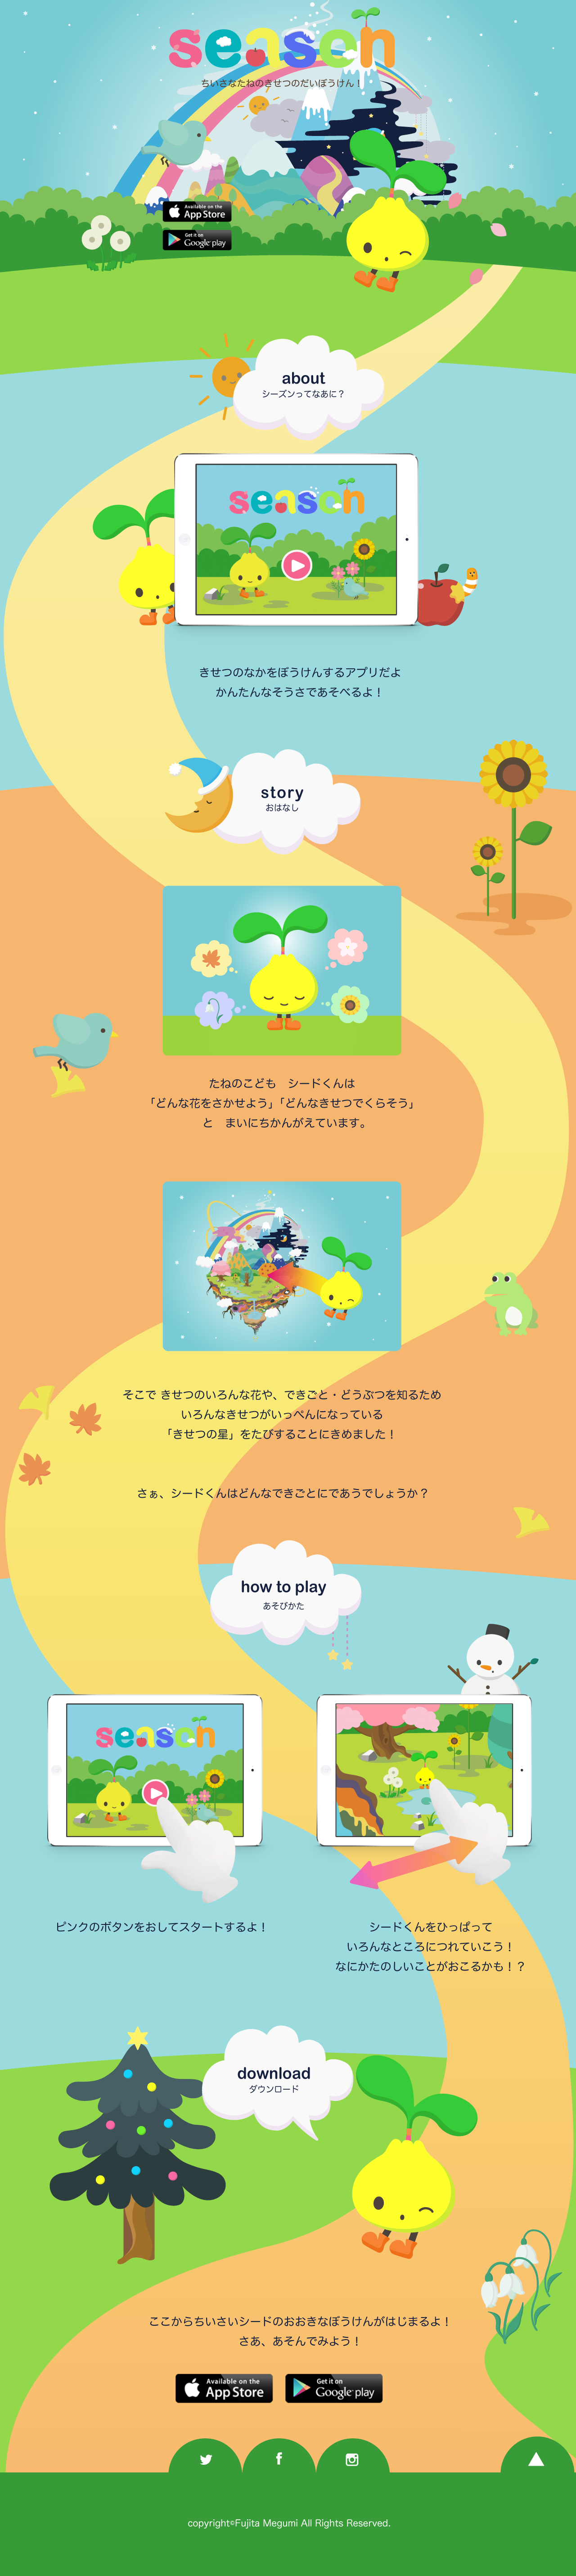 season
ちいさなたねのきせつのだいぼうけん！
Available on the
App Store
Get it on
Google play
about
シーズンってなあに？
season
きせつのなかをぼうけんするアプリだよ
かんたんなそうさであそべるよ！
story
おはなし
たねのこども　シードくんは
「どんな花をさかせよう」「どんなきせつでくらそう」
と　まいにちかんがえています。
そこで きせつのいろんな花や、できごと・どうぶつを知るため
いろんなきせつがいっぺんになっている
「きせつの星」をたびすることにきめました！
さぁ、シードくんはどんなできごとにであうでしょうか？
how to play
あそびかた
season
ピンクのボタンをおしてスタートするよ！
シードくんをひっぱって
いろんなところにつれていこう！
なにかたのしいことがおこるかも！？
download
ダウンロード
ここからちいさいシードのおおきなぼうけんがはじまるよ！
さあ、あそんでみよう！
Available on the
App Store
Get it on
Google play
f
copyright©Fujita Megumi All Rights Reserved.